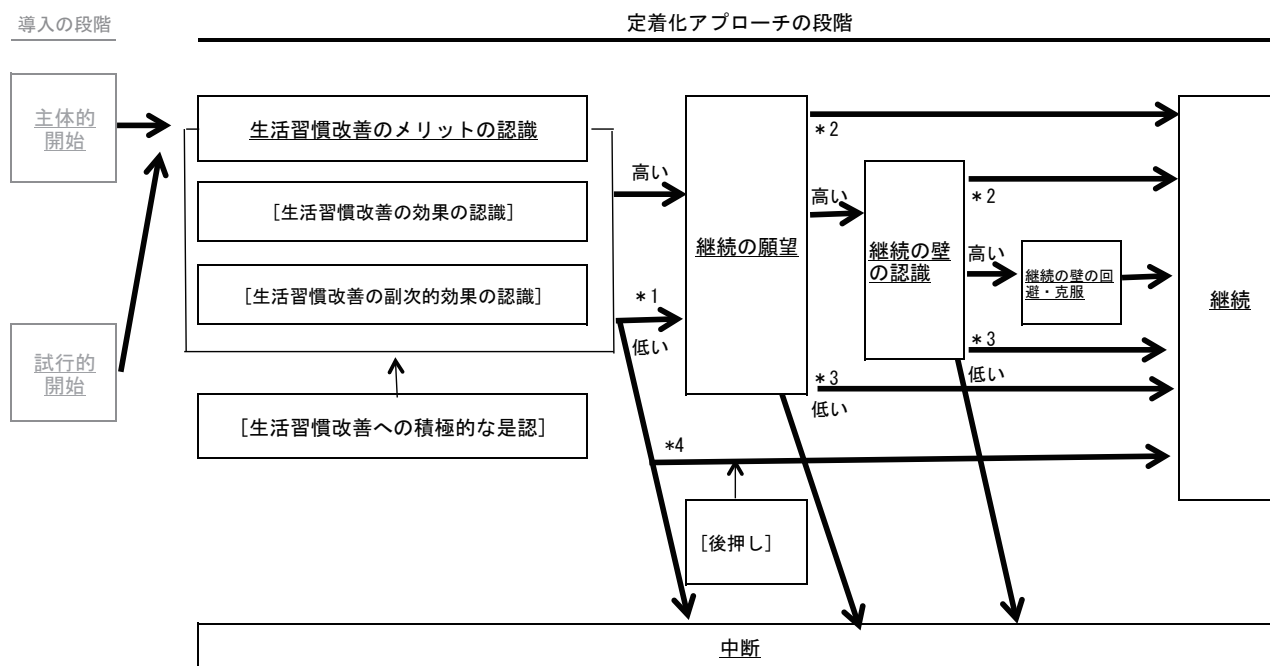 導入の段階
定着化アプローチの段階
主体的
開始
試行的
開始
生活習慣改善のメリットの認識
[生活習慣改善の効果の認識]
[生活習慣改善の副次的効果の認識]
[生活習慣改善への積極的な是認]
高い
*1
低い
*4
継続の願望
[後押し]
*2
高い
*3
低い
継続の壁
の認識
*2
高い
*3
低い
継続の壁の回
避・克服
継続
中断